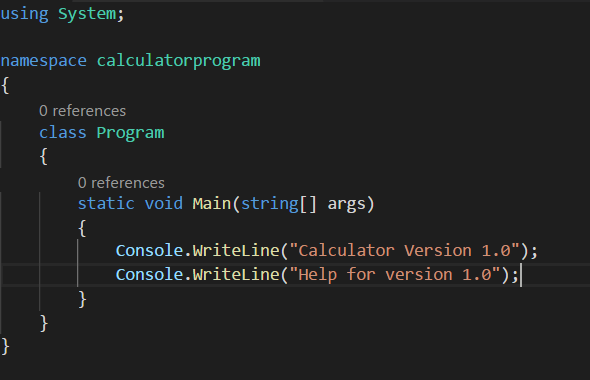 using System;
namespace calculatorprogram
{
0 references
class Program
{
0 references
static void Main(string[] args)
{
Console.WriteLine("Calculator Version 1.0");
Console.WriteLine("Help for version 1.0");
}
}
}